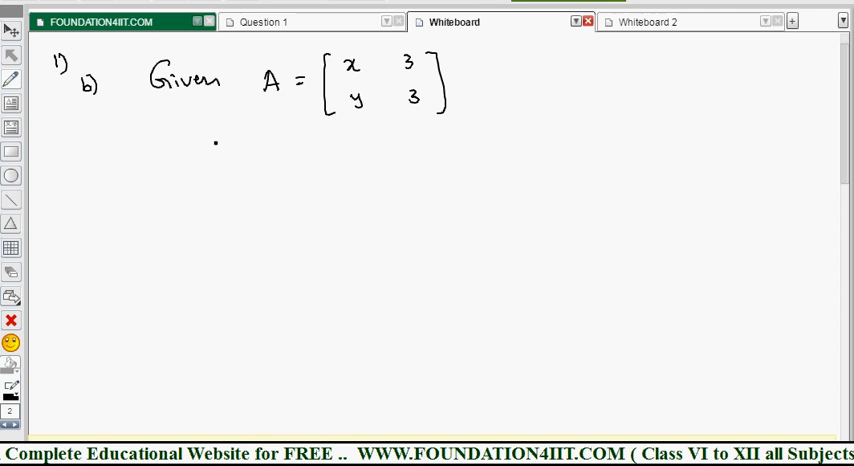 FOUNDATION4IIT.COM Question 1 Whiteboard Whiteboard 2
1)
b) Given A = [ x 3
y 3 ]
2
Complete Educational Website for FREE .. WWW.FOUNDATION4IIT.COM ( Class VI to XII all Subjects